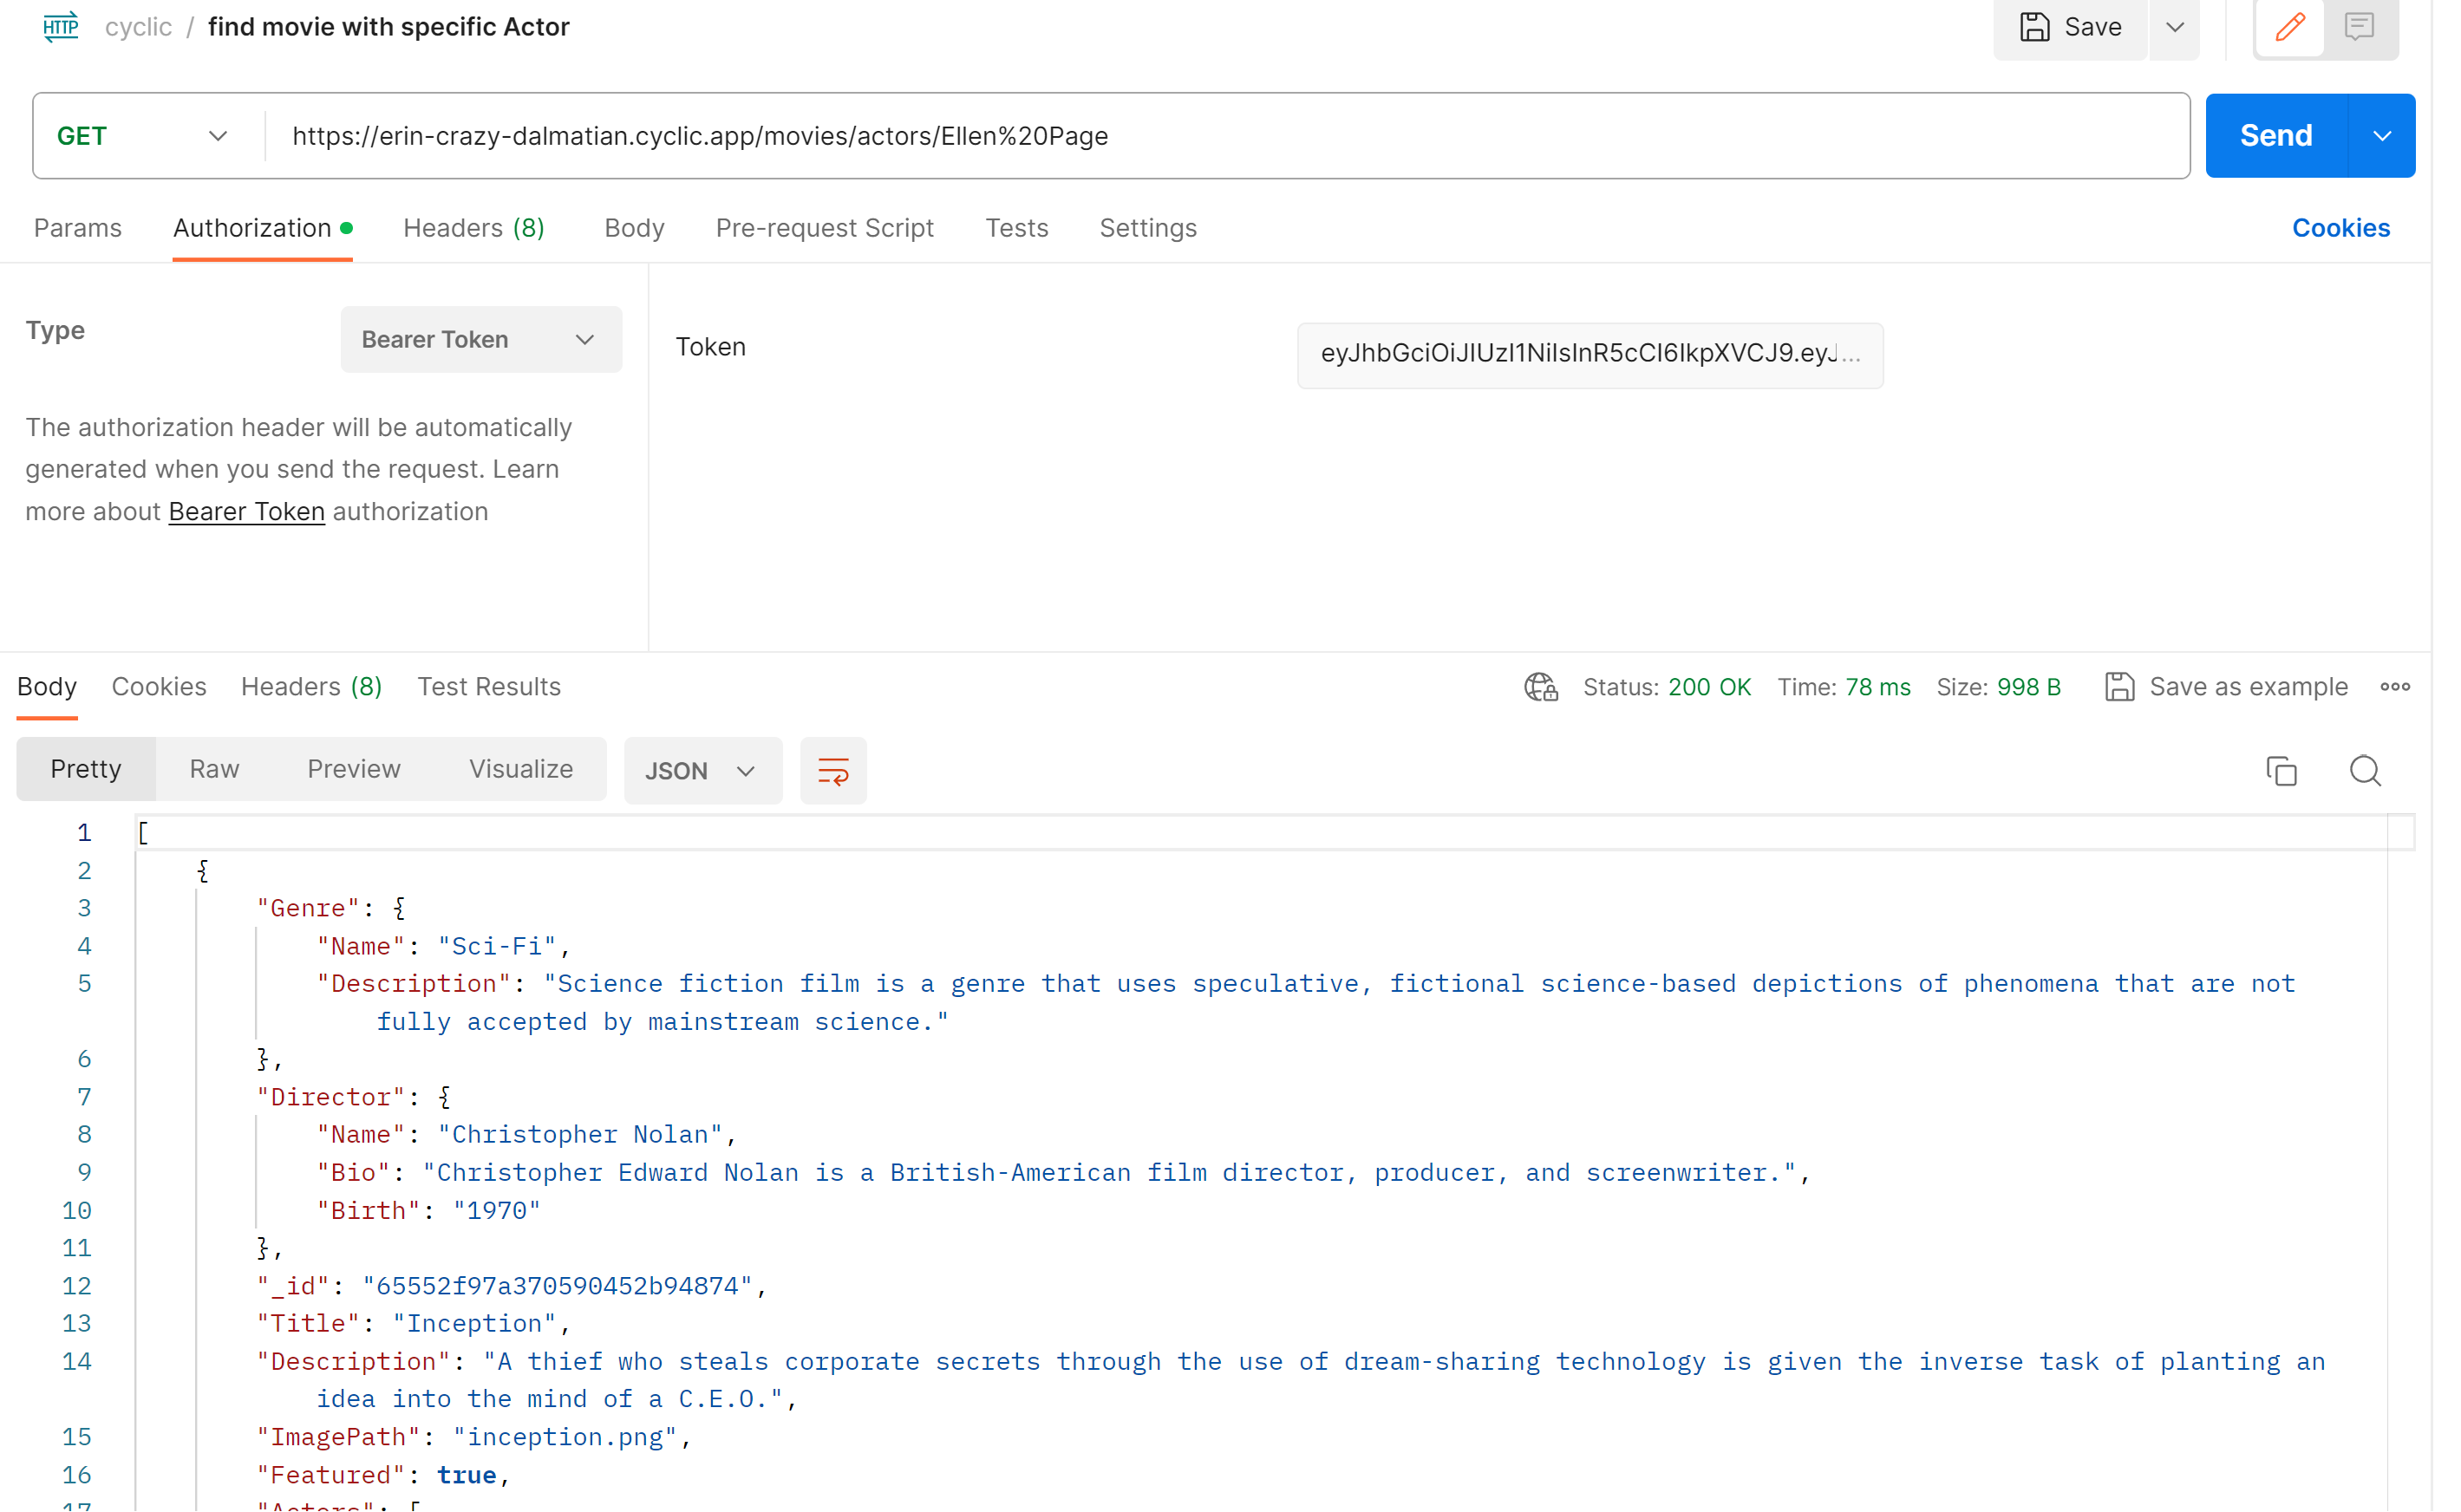 HTTP cyclic / find movie with specific Actor Save
GET https://erin-crazy-dalmatian.cyclic.app/movies/actors/Ellen%20Page Send
Params Authorization Headers (8) Body Pre-request Script Tests Settings Cookies
Type Bearer Token Token eyJhbGciOiJIUzI1NiIsInR5cCI6IkpXVCJ9.eyJ...
The authorization header will be automatically
generated when you send the request. Learn
more about Bearer Token authorization
Body Cookies Headers (8) Test Results Status: 200 OK Time: 78 ms Size: 998 B Save as example
Pretty Raw Preview Visualize JSON
1 [
2 {
3 "Genre": {
4 "Name": "Sci-Fi",
5 "Description": "Science fiction film is a genre that uses speculative, fictional science-based depictions of phenomena that are not
fully accepted by mainstream science."
6 },
7 "Director": {
8 "Name": "Christopher Nolan",
9 "Bio": "Christopher Edward Nolan is a British-American film director, producer, and screenwriter.",
10 "Birth": "1970"
11 },
12 "_id": "65552f97a370590452b94874",
13 "Title": "Inception",
14 "Description": "A thief who steals corporate secrets through the use of dream-sharing technology is given the inverse task of planting an
idea into the mind of a C.E.O.",
15 "ImagePath": "inception.png",
16 "Featured": true,
17 "Actors": [